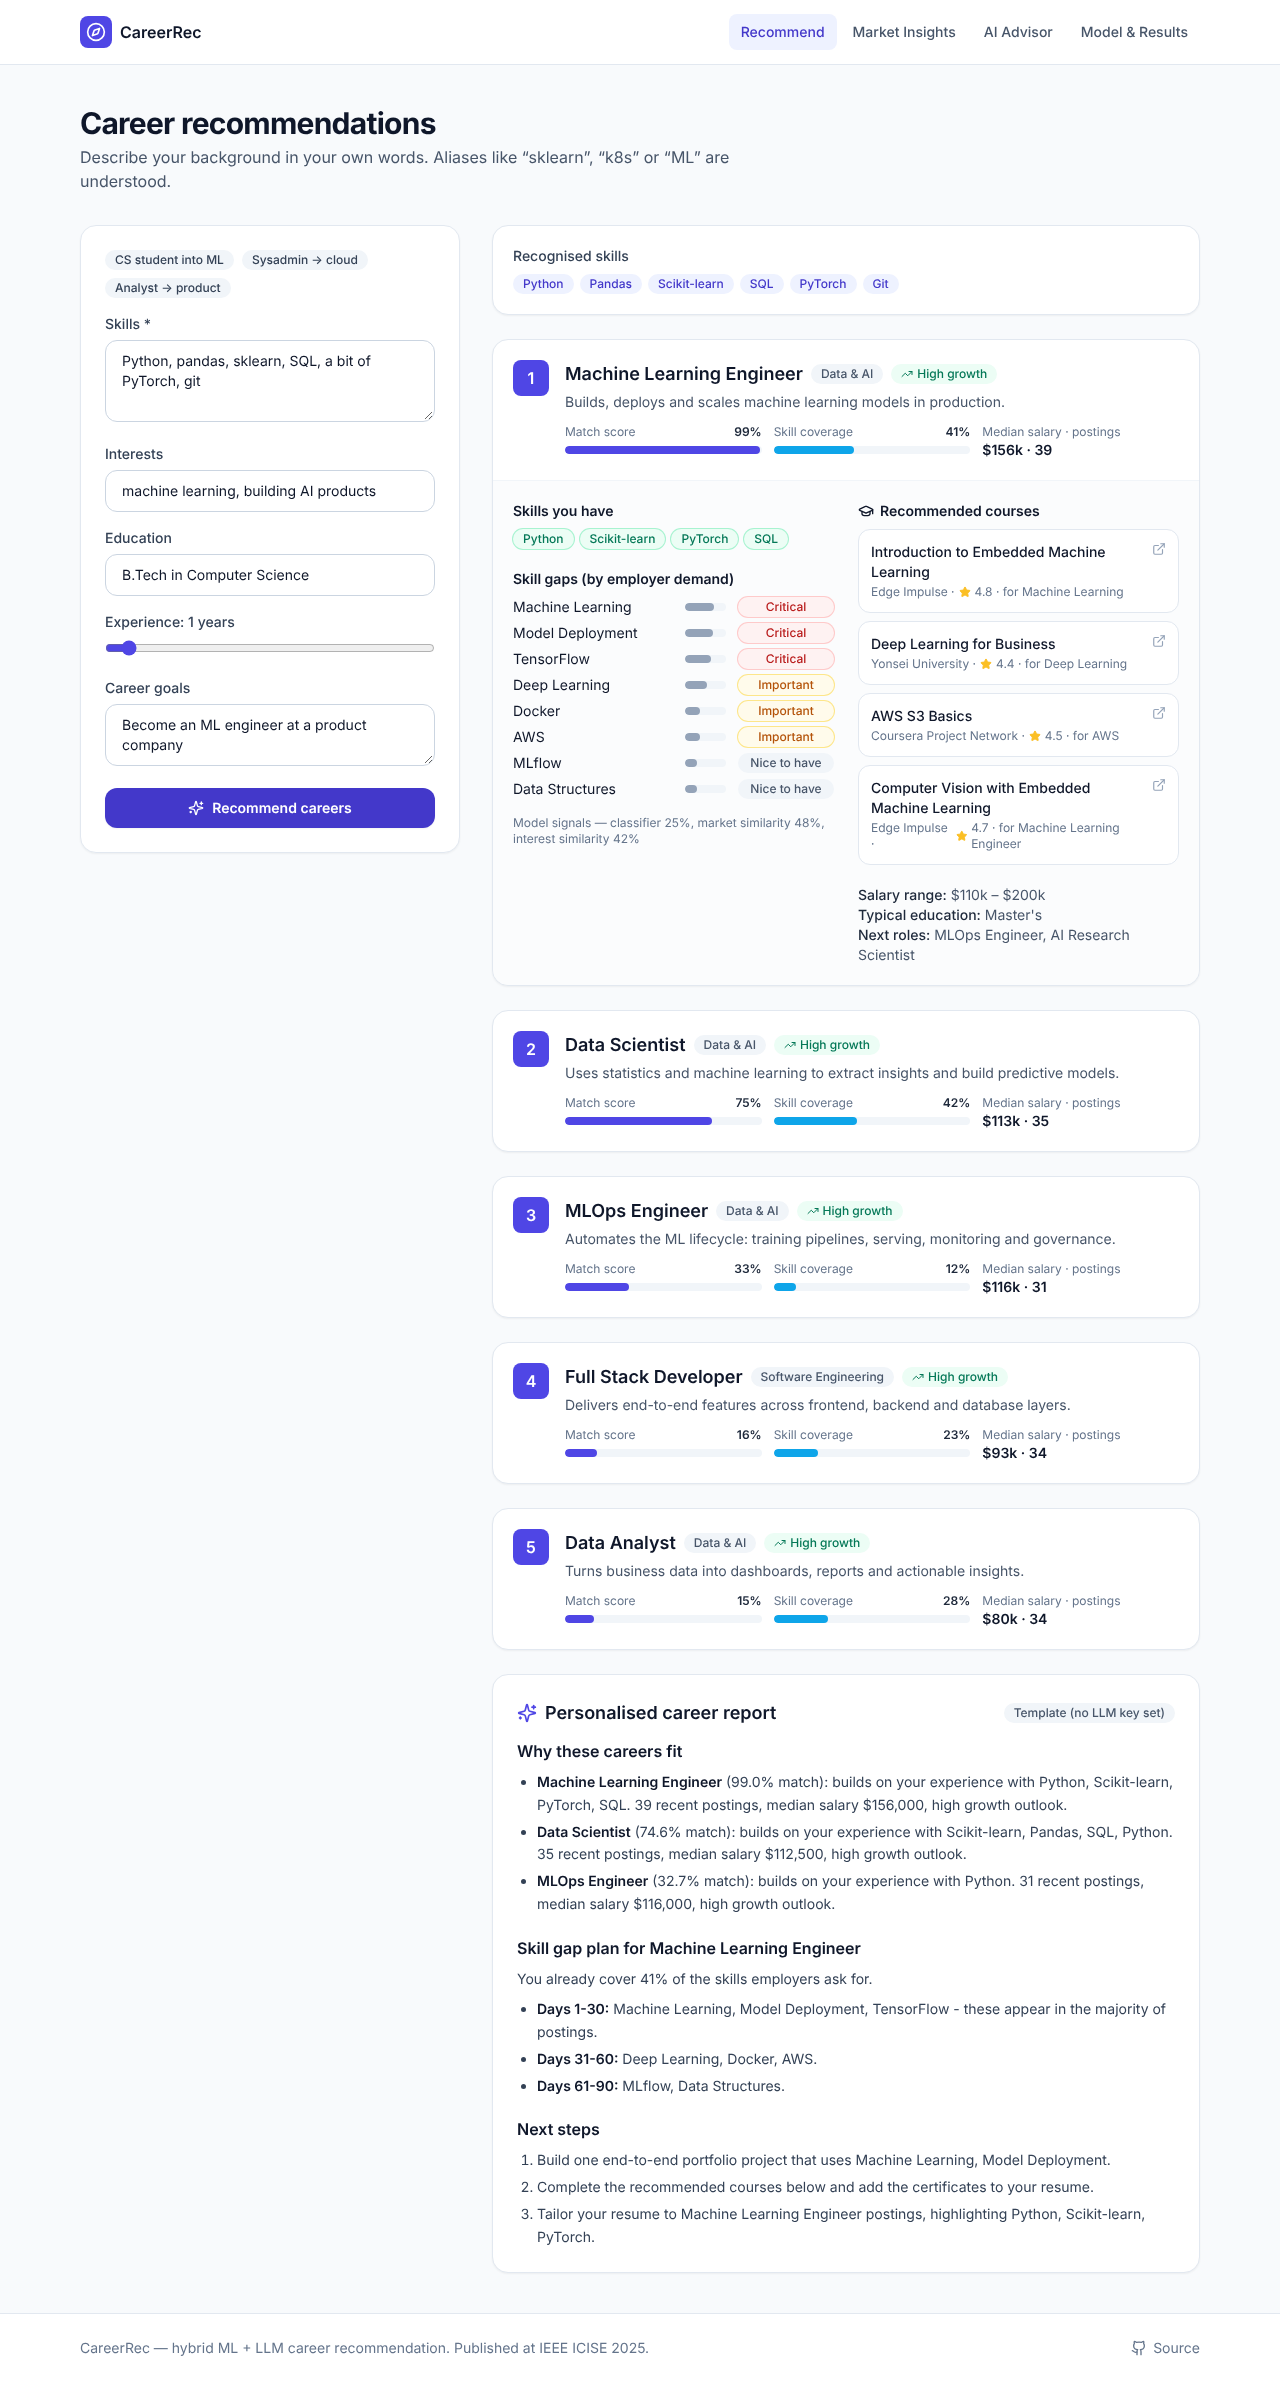 CareerRec
Recommend
Market Insights
AI Advisor
Model & Results
Career recommendations
Describe your background in your own words. Aliases like “sklearn”, “k8s” or “ML” are
understood.
CS student into ML
Sysadmin → cloud
Analyst → product
Skills *
Python, pandas, sklearn, SQL, a bit of
PyTorch, git
Interests
machine learning, building AI products
Education
B.Tech in Computer Science
Experience: 1 years
Career goals
Become an ML engineer at a product
company
Recommend careers
Recognised skills
Python
Pandas
Scikit-learn
SQL
PyTorch
Git
1
Machine Learning Engineer
Data & AI
High growth
Builds, deploys and scales machine learning models in production.
Match score
99%
Skill coverage
41%
Median salary · postings
$156k · 39
Skills you have
Python
Scikit-learn
PyTorch
SQL
Skill gaps (by employer demand)
Machine Learning
Critical
Model Deployment
Critical
TensorFlow
Critical
Deep Learning
Important
Docker
Important
AWS
Important
MLflow
Nice to have
Data Structures
Nice to have
Model signals — classifier 25%, market similarity 48%,
interest similarity 42%
Recommended courses
Introduction to Embedded Machine
Learning
Edge Impulse · 4.8 · for Machine Learning
Deep Learning for Business
Yonsei University · 4.4 · for Deep Learning
AWS S3 Basics
Coursera Project Network · 4.5 · for AWS
Computer Vision with Embedded
Machine Learning
Edge Impulse · 4.7 · for Machine Learning
Engineer
Salary range: $110k – $200k
Typical education: Master's
Next roles: MLOps Engineer, AI Research
Scientist
2
Data Scientist
Data & AI
High growth
Uses statistics and machine learning to extract insights and build predictive models.
Match score
75%
Skill coverage
42%
Median salary · postings
$113k · 35
3
MLOps Engineer
Data & AI
High growth
Automates the ML lifecycle: training pipelines, serving, monitoring and governance.
Match score
33%
Skill coverage
12%
Median salary · postings
$116k · 31
4
Full Stack Developer
Software Engineering
High growth
Delivers end-to-end features across frontend, backend and database layers.
Match score
16%
Skill coverage
23%
Median salary · postings
$93k · 34
5
Data Analyst
Data & AI
High growth
Turns business data into dashboards, reports and actionable insights.
Match score
15%
Skill coverage
28%
Median salary · postings
$80k · 34
Personalised career report
Template (no LLM key set)
Why these careers fit
• Machine Learning Engineer (99.0% match): builds on your experience with Python, Scikit-learn,
PyTorch, SQL. 39 recent postings, median salary $156,000, high growth outlook.
• Data Scientist (74.6% match): builds on your experience with Scikit-learn, Pandas, SQL, Python.
35 recent postings, median salary $112,500, high growth outlook.
• MLOps Engineer (32.7% match): builds on your experience with Python. 31 recent postings,
median salary $116,000, high growth outlook.
Skill gap plan for Machine Learning Engineer
You already cover 41% of the skills employers ask for.
• Days 1-30: Machine Learning, Model Deployment, TensorFlow - these appear in the majority of
postings.
• Days 31-60: Deep Learning, Docker, AWS.
• Days 61-90: MLflow, Data Structures.
Next steps
1. Build one end-to-end portfolio project that uses Machine Learning, Model Deployment.
2. Complete the recommended courses below and add the certificates to your resume.
3. Tailor your resume to Machine Learning Engineer postings, highlighting Python, Scikit-learn,
PyTorch.
CareerRec — hybrid ML + LLM career recommendation. Published at IEEE ICISE 2025.
Source